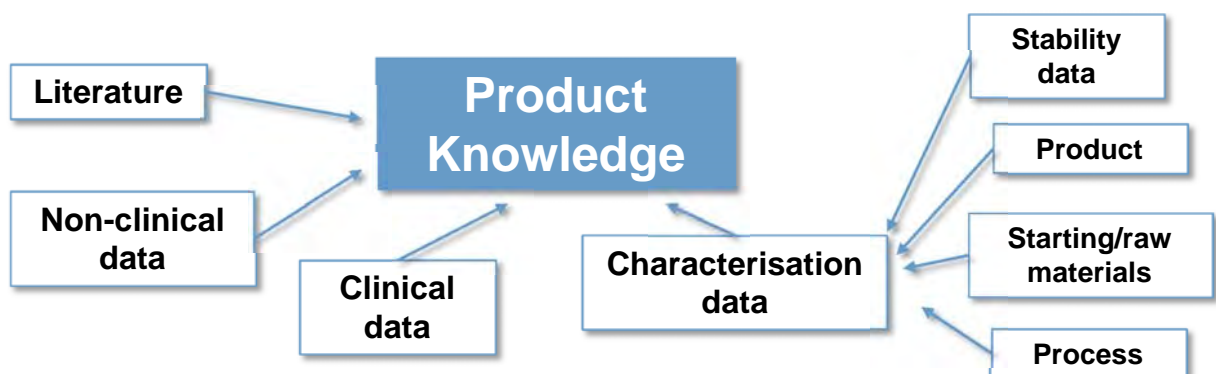 Literature
Non-clinical
data
Product
Knowledge
Clinical
data
Characterisation
data
Stability
data
Product
Starting/raw
materials
Process